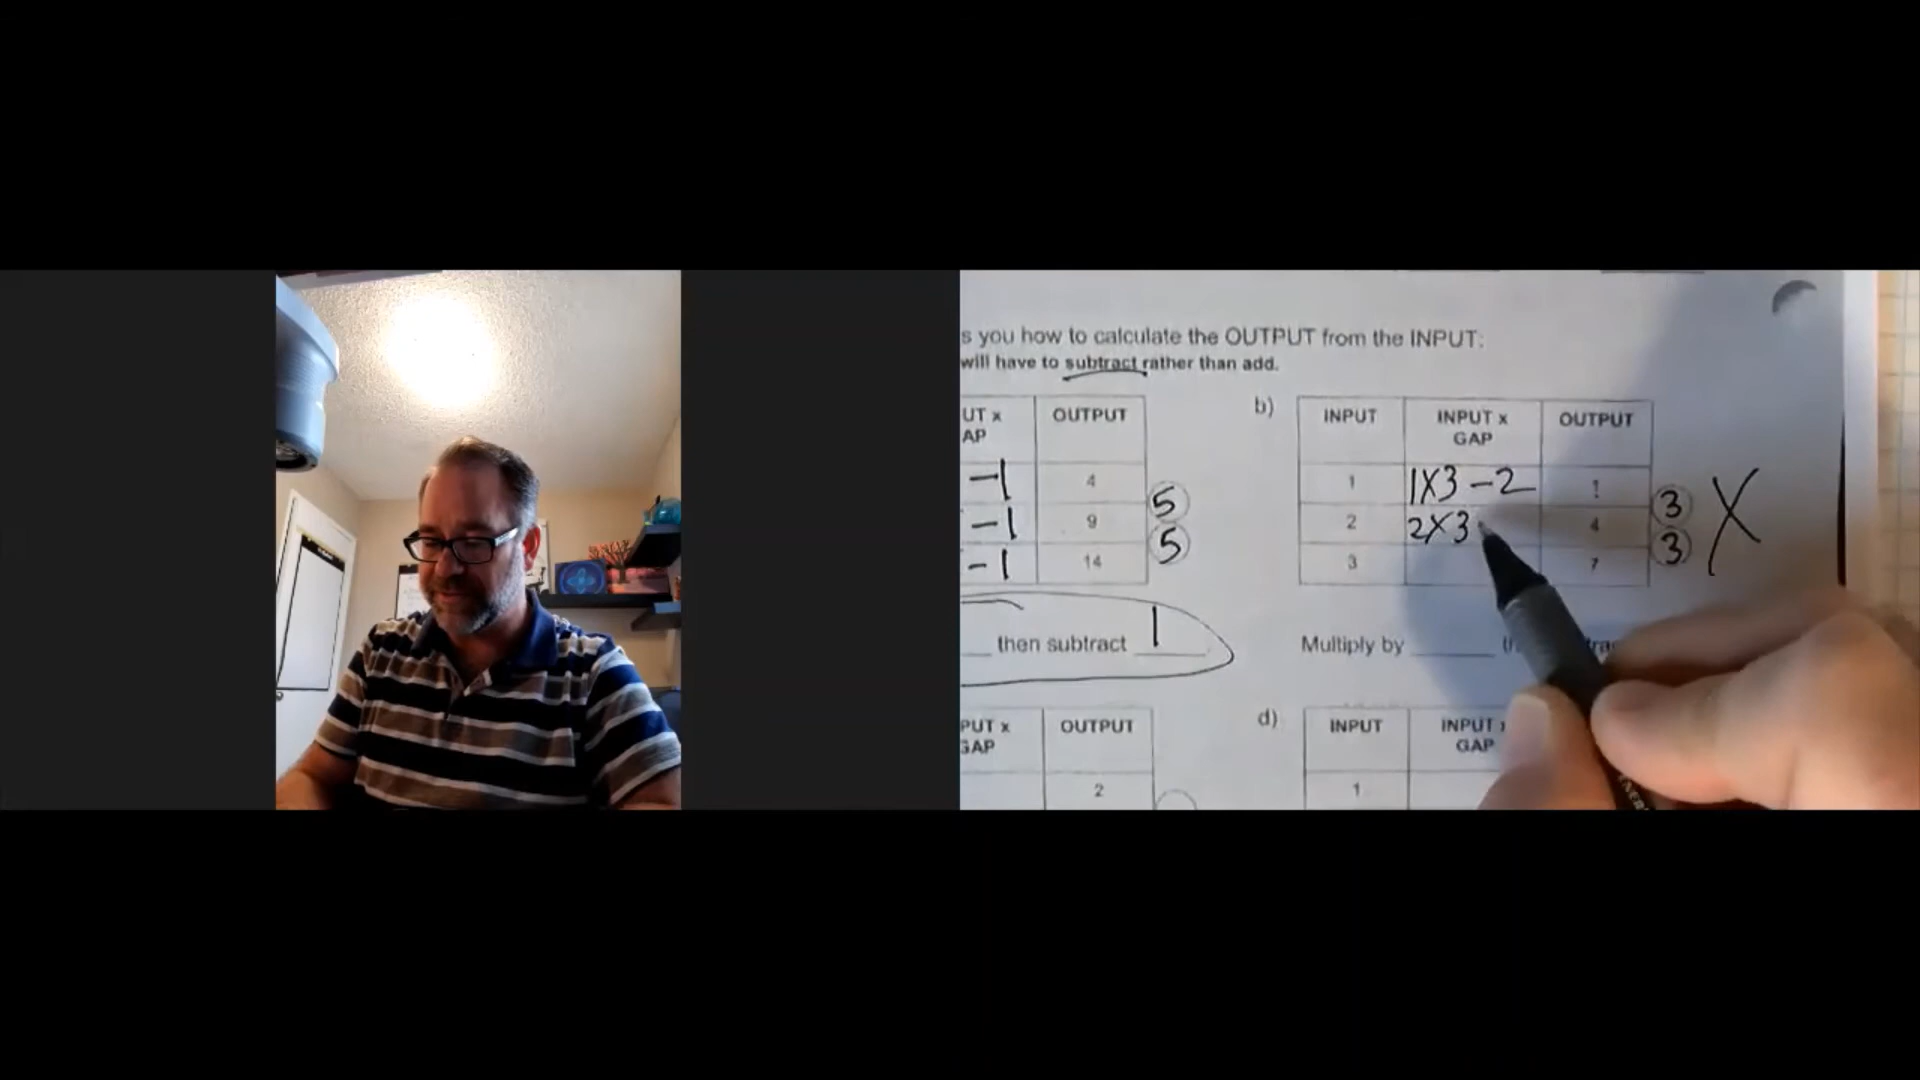 s you how to calculate the OUTPUT from the INPUT:
will have to subtract rather than add.
UT x
AP
OUTPUT
-1
4
5
-1
9
5
-1
14
then subtract 1
b)
INPUT
INPUT x
GAP
OUTPUT
1
1X3-2
1
3
2
2X3
4
3
3
7
X
Multiply by
PUT x
GAP
OUTPUT
2
d)
INPUT
INPUT
GAP
1